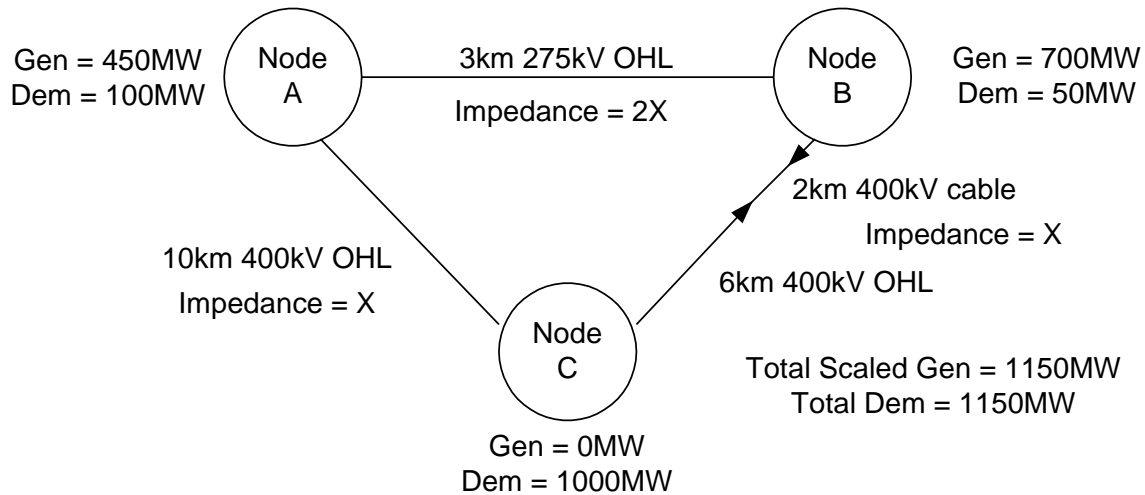 Gen = 450MW
Dem = 100MW
Node
A
3km 275kV OHL
Impedance = 2X
Node
B
Gen = 700MW
Dem = 50MW
2km 400kV cable
Impedance = X
10km 400kV OHL
Impedance = X
6km 400kV OHL
Node
C
Total Scaled Gen = 1150MW
Total Dem = 1150MW
Gen = 0MW
Dem = 1000MW